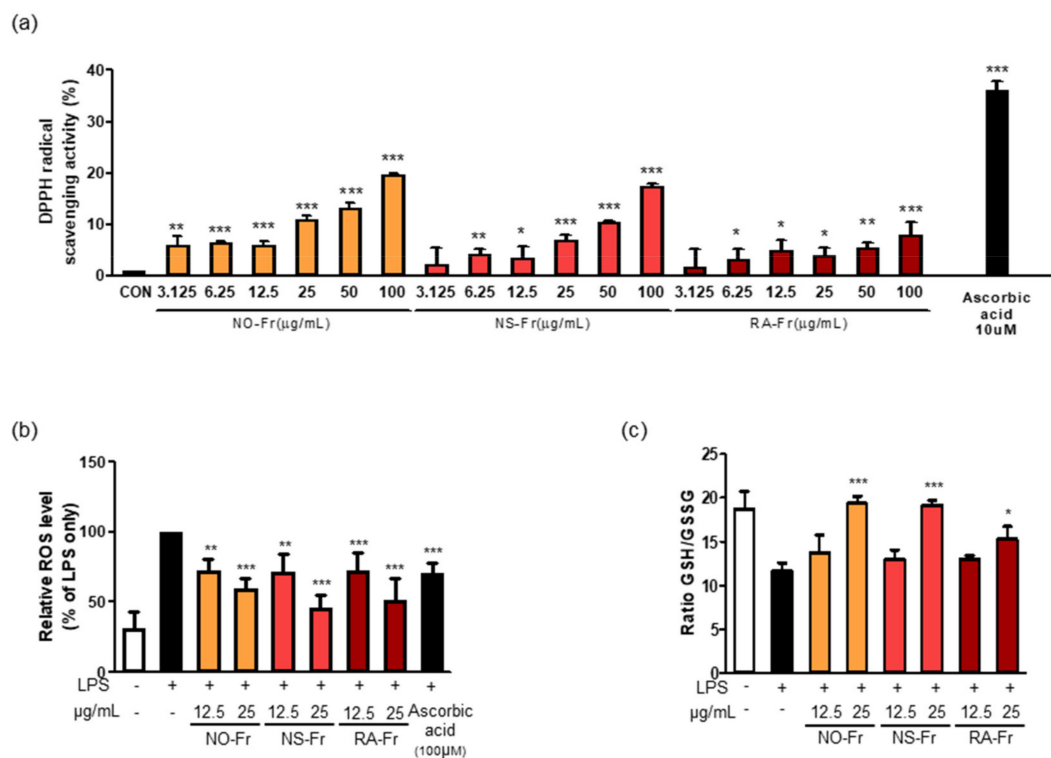 (a)
DPPH radical
scavenging activity (%)
40
30
20
10
0
** *** *** *** *** ***
** * *** *** ***
* * * ** ***
***
CON 3.125 6.25 12.5 25 50 100 3.125 6.25 12.5 25 50 100 3.125 6.25 12.5 25 50 100
NO-Fr(μg/mL) NS-Fr(μg/mL) RA-Fr(μg/mL)
Ascorbic
acid
10uM
(b)
Relative ROS level
(% of LPS only)
150
100
50
0
** *** ** *** *** *** ***
LPS - + + + + + + + +
μg/mL - - 12.5 25 12.5 25 12.5 25 Ascorbic
NO-Fr NS-Fr RA-Fr acid
(100μM)
(c)
Ratio GSH/GSSG
25
20
15
10
5
0
*** *** *
LPS - + + + + + + +
μg/mL - - 12.5 25 12.5 25 12.5 25
NO-Fr NS-Fr RA-Fr